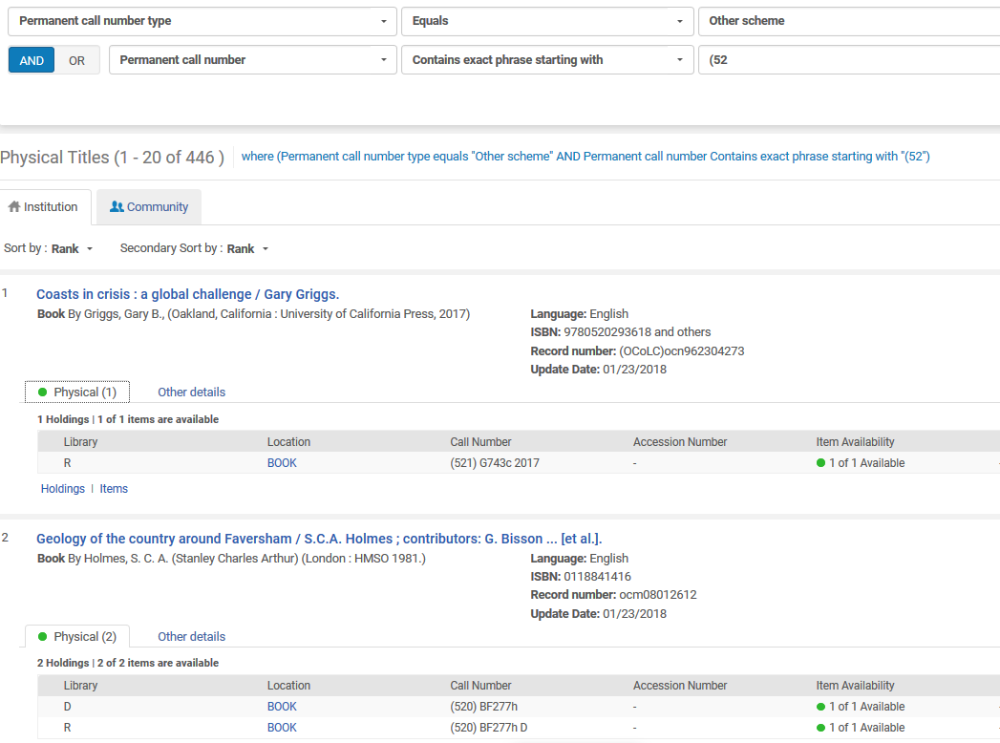 Permanent call number type Equals Other scheme
AND OR Permanent call number Contains exact phrase starting with (52
Physical Titles (1 - 20 of 446 ) where (Permanent call number type equals "Other scheme" AND Permanent call number Contains exact phrase starting with "(52")
Institution Community
Sort by : Rank Secondary Sort by : Rank
1 Coasts in crisis : a global challenge / Gary Griggs.
Book By Griggs, Gary B., (Oakland, California : University of California Press, 2017) Language: English
ISBN: 9780520293618 and others
Record number: (OCoLC)ocn962304273
Update Date: 01/23/2018
Physical (1) Other details
1 Holdings | 1 of 1 items are available
Library Location Call Number Accession Number Item Availability
R BOOK (521) G743c 2017 - 1 of 1 Available -
Holdings | Items
2 Geology of the country around Faversham / S.C.A. Holmes ; contributors: G. Bisson ... [et al.].
Book By Holmes, S. C. A. (Stanley Charles Arthur) (London : HMSO 1981.) Language: English
ISBN: 0118841416
Record number: ocm08012612
Update Date: 01/23/2018
Physical (2) Other details
2 Holdings | 2 of 2 items are available
Library Location Call Number Accession Number Item Availability
D BOOK (520) BF277h - 1 of 1 Available -
R BOOK (520) BF277h D - 1 of 1 Available -